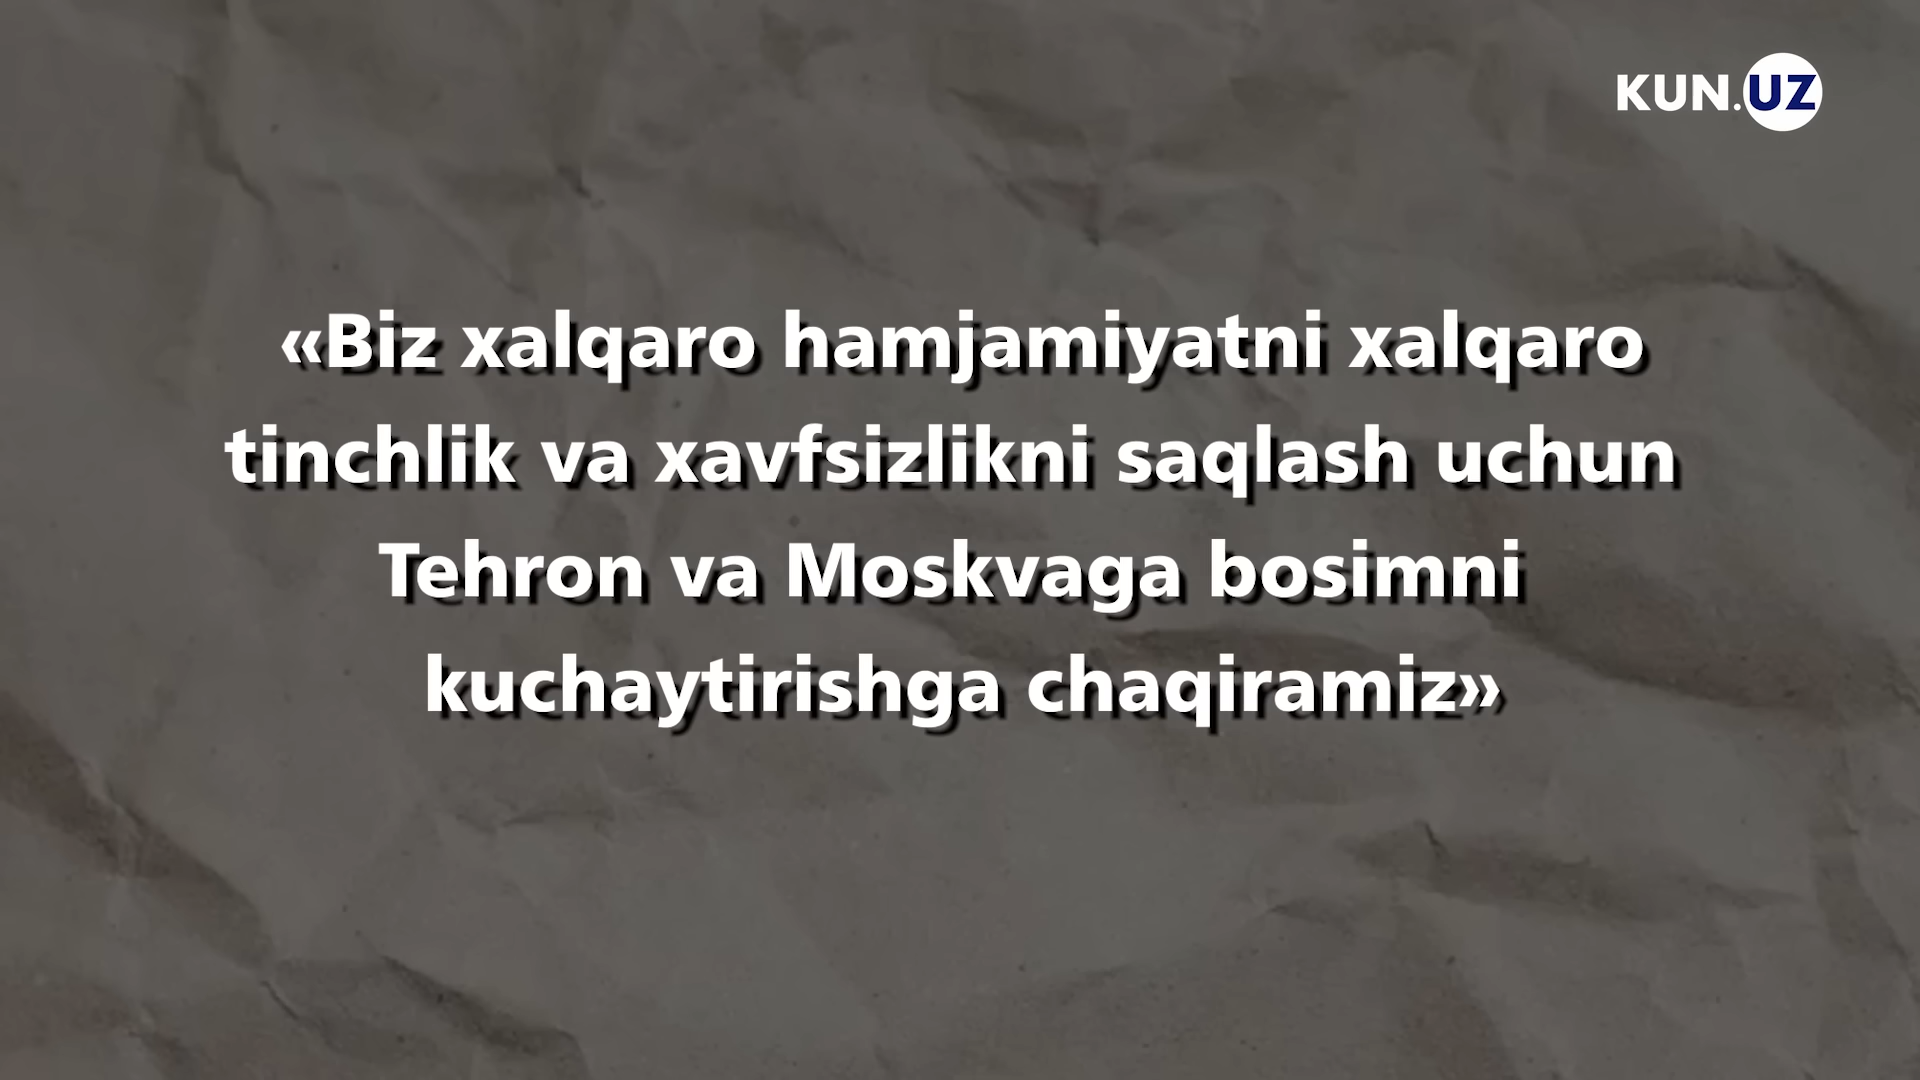 KUN.UZ
«Biz xalqaro hamjamiyatni xalqaro
tinchlik va xavfsizlikni saqlash uchun
Tehron va Moskvaga bosimni
kuchaytirishga chaqiramiz»